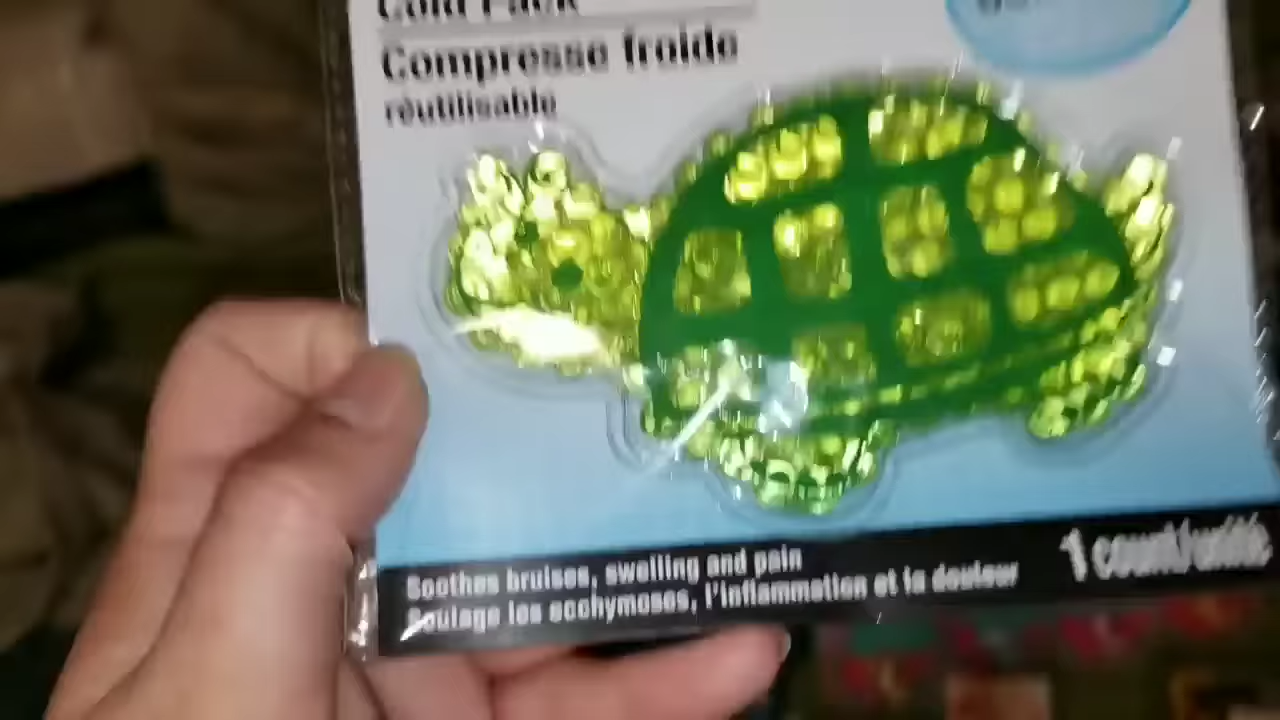 Cold Pack
Compresse froide
réutilisable
Soothes bruises, swelling and pain
Soulage les ecchymoses, l'inflammation et la douleur
1 count/unité